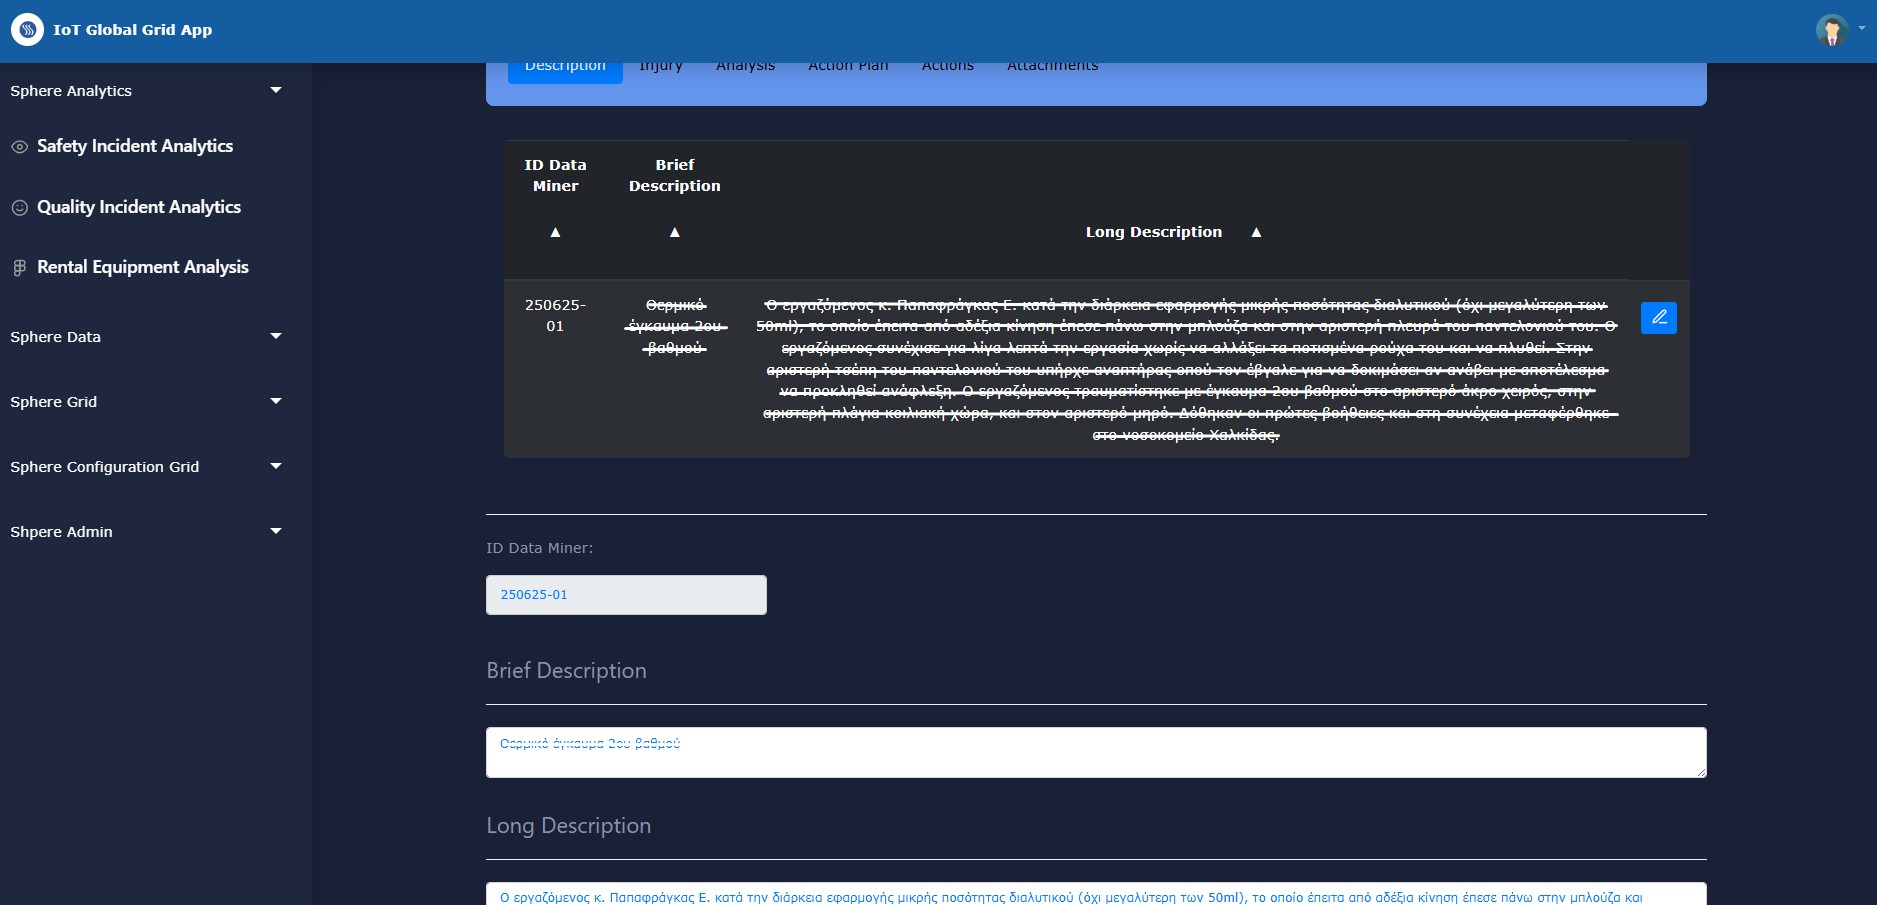 IoT Global Grid App
Description Injury Analysis Action Plan Actions Attachments
Sphere Analytics
Safety Incident Analytics
Quality Incident Analytics
Rental Equipment Analysis
Sphere Data
Sphere Grid
Sphere Configuration Grid
Shpere Admin
ID Data
Miner
▲
Brief
Description
▲
Long Description ▲
250625-
01
Θερμικό
έγκαυμα 2ου
βαθμού
Ο εργαζόμενος κ. Παπαφράγκας Ε. κατά την διάρκεια εφαρμογής μικρής ποσότητας διαλυτικού (όχι μεγαλύτερη των
50ml), το οποίο έπειτα από αδέξια κίνηση έπεσε πάνω στην μπλούζα και στην αριστερή πλευρά του παντελονιού του. Ο
εργαζόμενος συνέχισε για λίγα λεπτά την εργασία χωρίς να αλλάξει τα ποτισμένα ρούχα του και να πλυθεί. Στην
αριστερή τσέπη του παντελονιού του υπήρχε αναπτήρας οπού τον έβγαλε για να δοκιμάσει αν ανάβει με αποτέλεσμα
να προκληθεί ανάφλεξη. Ο εργαζόμενος τραυματίστηκε με έγκαυμα 2ου βαθμού στο αριστερό άκρο χειρός, στην
αριστερή πλάγια κοιλιακή χώρα, και στον αριστερό μηρό. Δόθηκαν οι πρώτες βοήθειες και στη συνέχεια μεταφέρθηκε
στο νοσοκομείο Χαλκίδας.
ID Data Miner:
250625-01
Brief Description
Θερμικό έγκαυμα 2ου βαθμού
Long Description
Ο εργαζόμενος κ. Παπαφράγκας Ε. κατά την διάρκεια εφαρμογής μικρής ποσότητας διαλυτικού (όχι μεγαλύτερη των 50ml), το οποίο έπειτα από αδέξια κίνηση έπεσε πάνω στην μπλούζα και